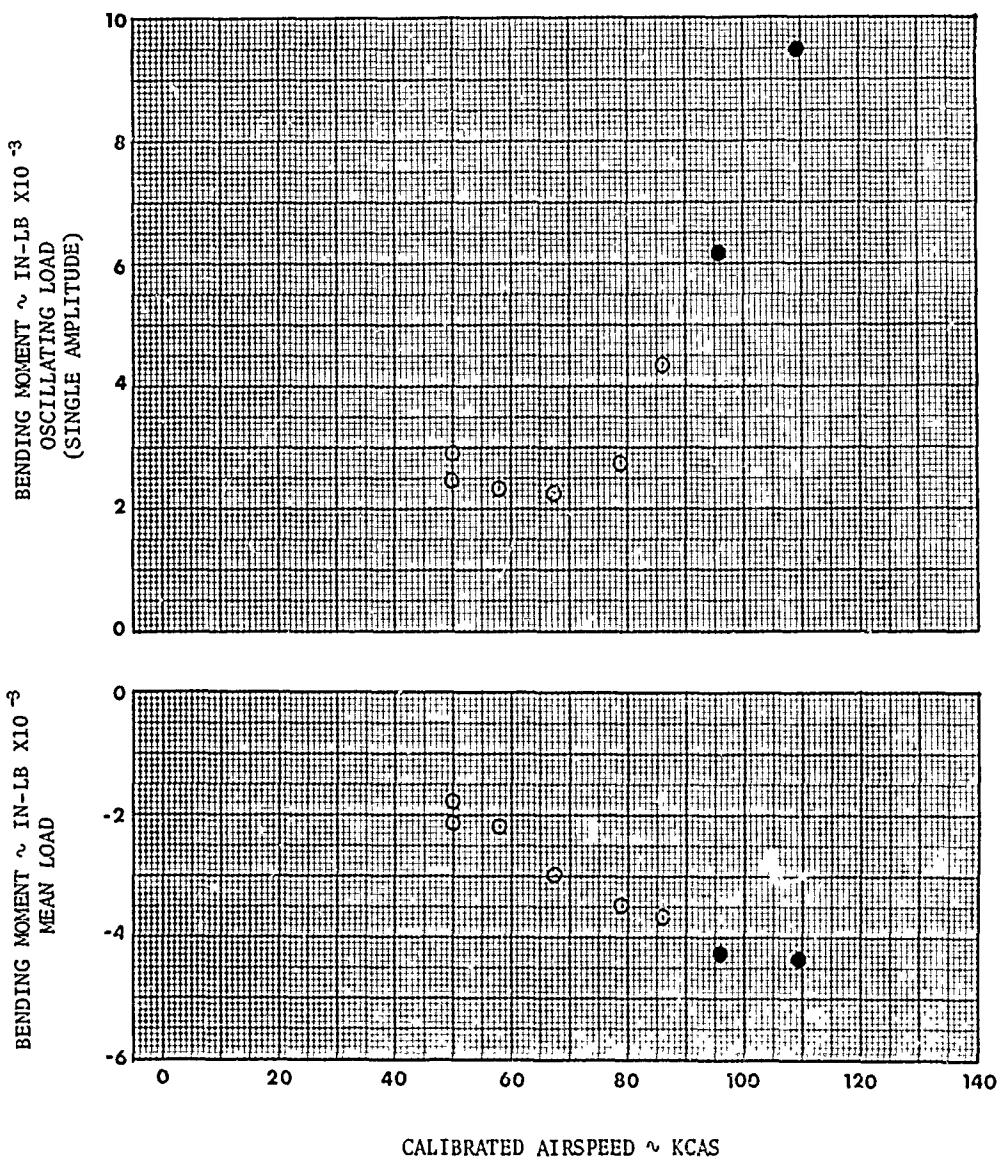 BENDING MOMENT ~ IN-LB X10⁻³
OSCILLATING LOAD
(SINGLE AMPLITUDE)
10
8
6
4
2
0
BENDING MOMENT ~ IN-LB X10⁻³
MEAN LOAD
0
-2
-4
-6
0 20 40 60 80 100 120 140
CALIBRATED AIRSPEED ~ KCAS